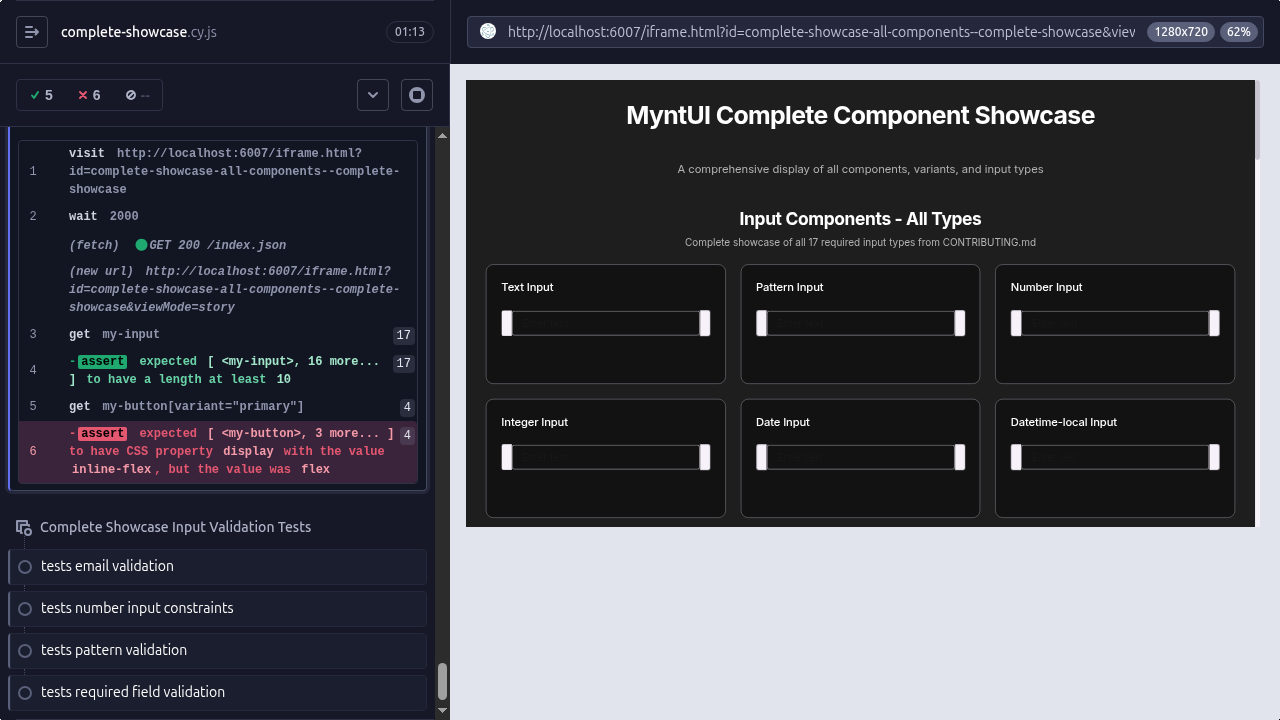 complete-showcase.cy.js
01:13
5
6
--
1
visit http://localhost:6007/iframe.html?
id=complete-showcase-all-components--complete-
showcase
2
wait 2000
(fetch) GET 200 /index.json
(new url) http://localhost:6007/iframe.html?
id=complete-showcase-all-components--complete-
showcase&viewMode=story
3
get my-input
17
4
-assert expected [ <my-input>, 16 more...
] to have a length at least 10
17
5
get my-button[variant="primary"]
4
6
-assert expected [ <my-button>, 3 more... ]
to have CSS property display with the value
inline-flex, but the value was flex
4
Complete Showcase Input Validation Tests
tests email validation
tests number input constraints
tests pattern validation
tests required field validation
http://localhost:6007/iframe.html?id=complete-showcase-all-components--complete-showcase&view
1280x720
62%
MyntUI Complete Component Showcase
A comprehensive display of all components, variants, and input types
Input Components - All Types
Complete showcase of all 17 required input types from CONTRIBUTING.md
Text Input
Pattern Input
Number Input
Integer Input
Date Input
Datetime-local Input